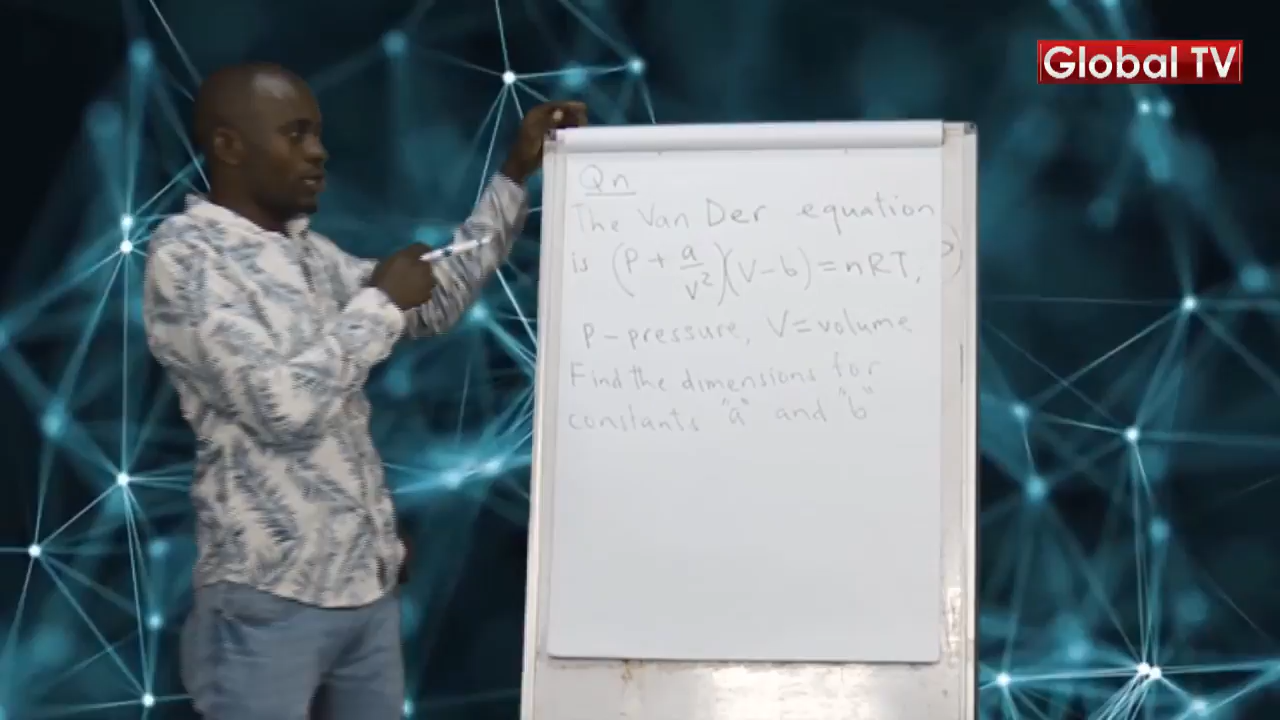 Global TV
Qn
The Van Der equation
is (P + a/v²)(V-b) = nRT,
P - pressure, V = volume
Find the dimensions for
constants "a" and "b"